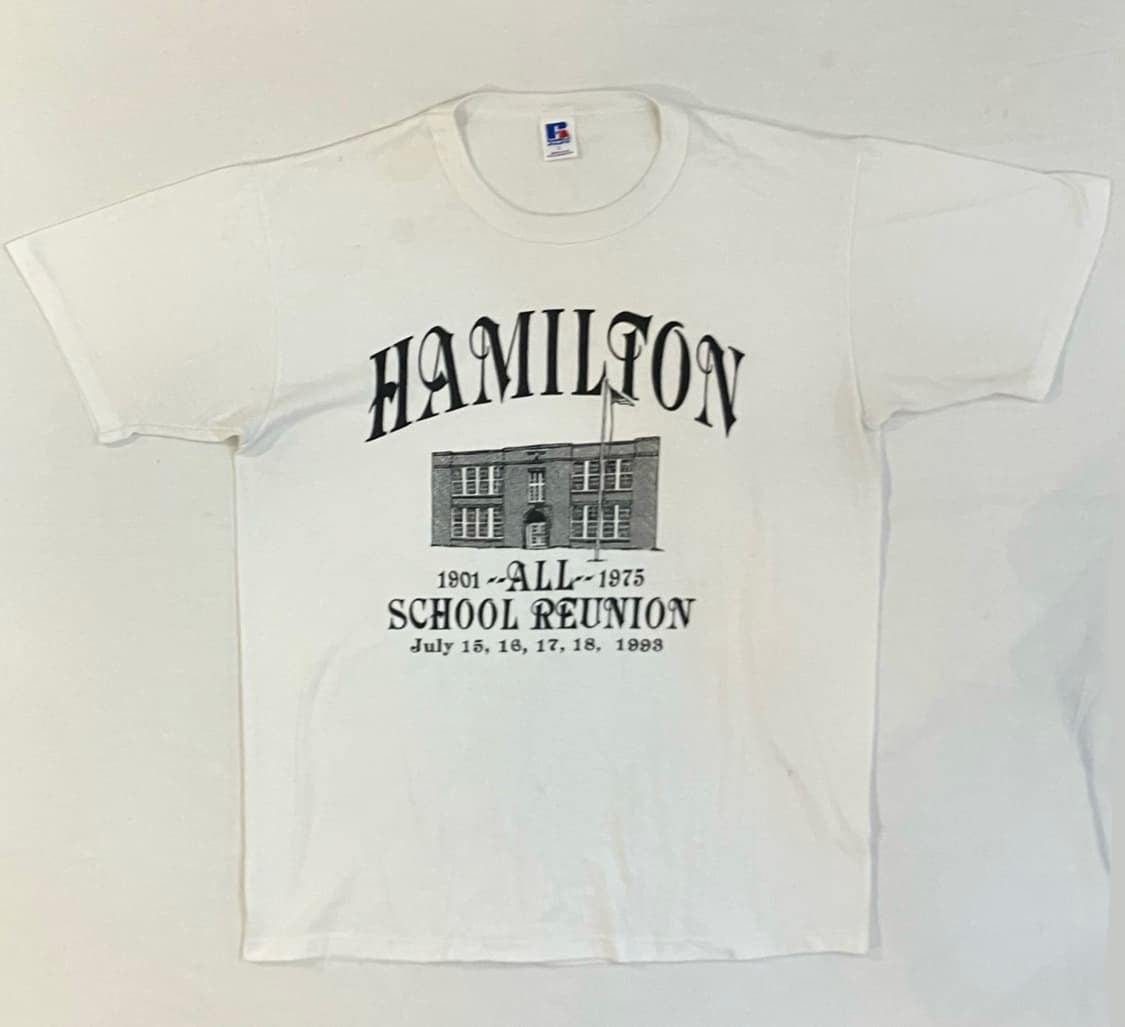 HAMILTON
1901 --ALL-- 1975
SCHOOL REUNION
July 15, 16, 17, 18, 1993